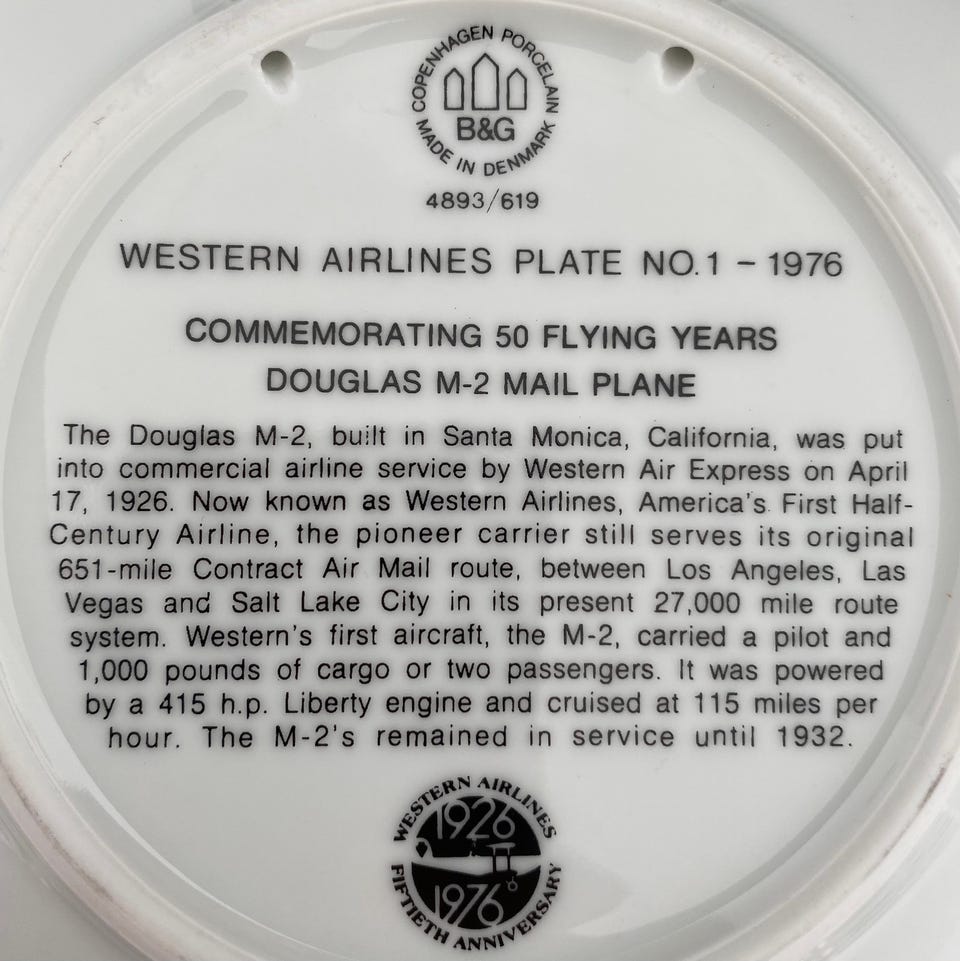 COPENHAGEN PORCELAIN
B&G
MADE IN DENMARK
4893/619
WESTERN AIRLINES PLATE NO.1 – 1976
COMMEMORATING 50 FLYING YEARS
DOUGLAS M-2 MAIL PLANE
The Douglas M-2, built in Santa Monica, California, was put
into commercial airline service by Western Air Express on April
17, 1926. Now known as Western Airlines, America's First Half-
Century Airline, the pioneer carrier still serves its original
651-mile Contract Air Mail route, between Los Angeles, Las
Vegas and Salt Lake City in its present 27,000 mile route
system. Western's first aircraft, the M-2, carried a pilot and
1,000 pounds of cargo or two passengers. It was powered
by a 415 h.p. Liberty engine and cruised at 115 miles per
hour. The M-2's remained in service until 1932.
WESTERN AIRLINES
1926
1976
FIFTIETH ANNIVERSARY